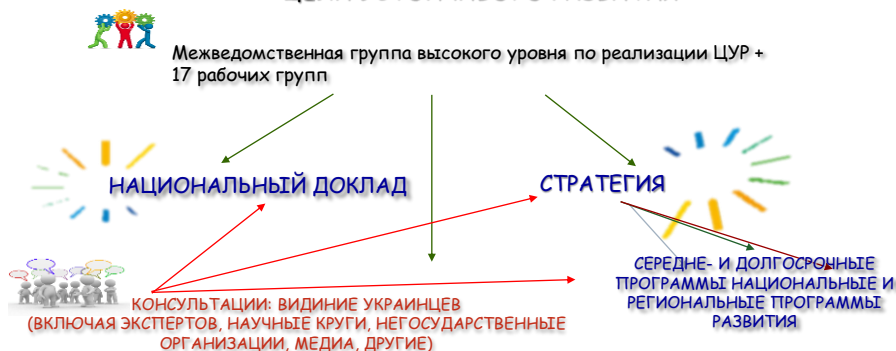 Межведомственная группа высокого уровня по реализации ЦУР +
17 рабочих групп
НАЦИОНАЛЬНЫЙ ДОКЛАД
СТРАТЕГИЯ
СЕРЕДНЕ- И ДОЛГОСРОЧНЫЕ
ПРОГРАММЫ НАЦИОНАЛЬНЫЕ И
РЕГИОНАЛЬНЫЕ ПРОГРАММЫ
РАЗВИТИЯ
КОНСУЛЬТАЦИИ: ВИДИНИЕ УКРАИНЦЕВ
(ВКЛЮЧАЯ ЭКСПЕРТОВ, НАУЧНЫЕ КРУГИ, НЕГОСУДАРСТВЕННЫЕ
ОРГАНИЗАЦИИ, МЕДИА, ДРУГИЕ)